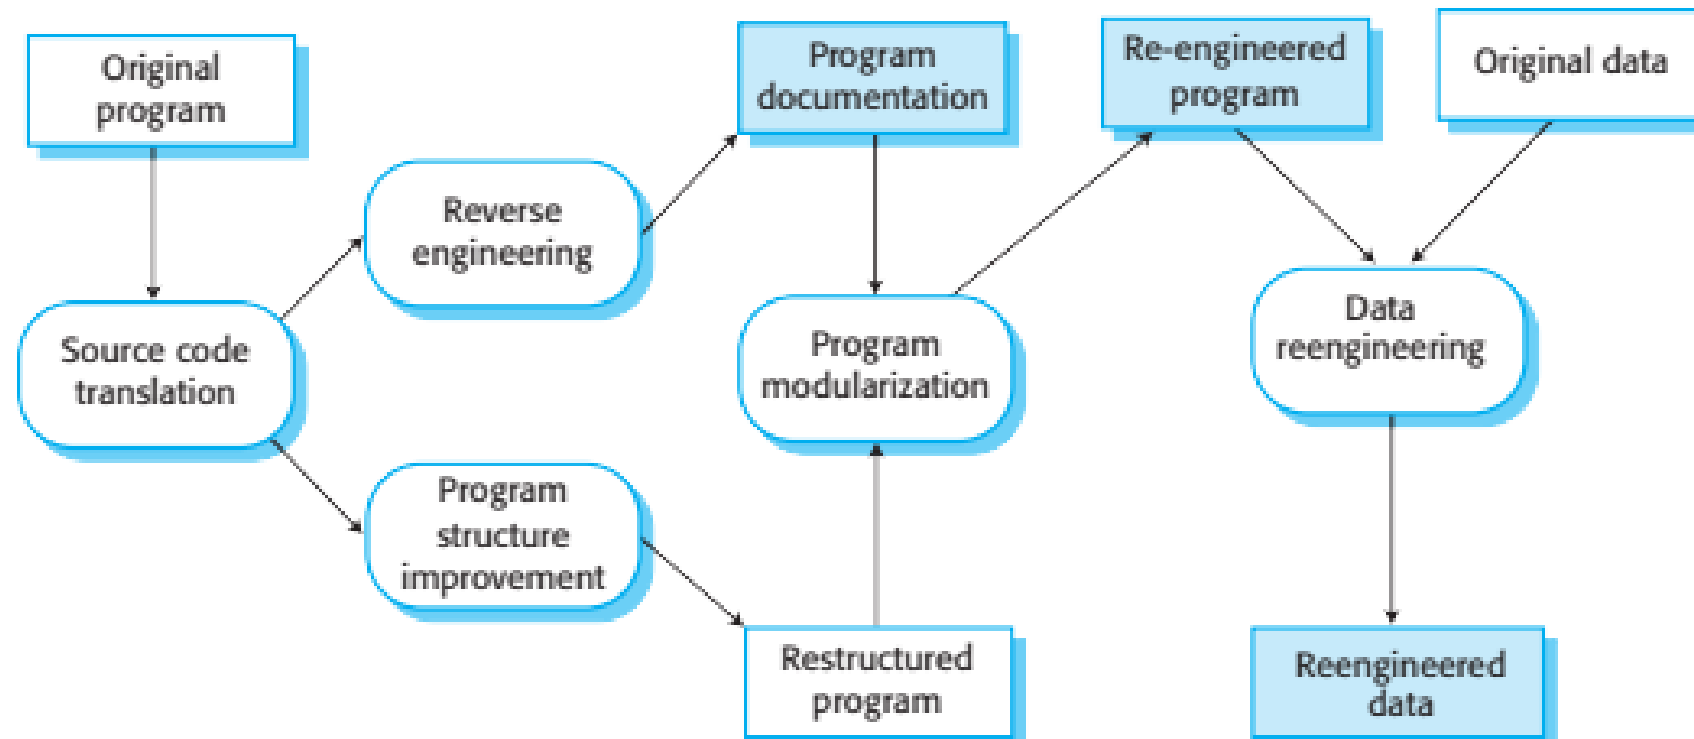 Original
program
Source code
translation
Reverse
engineering
Program
structure
improvement
Program
documentation
Program
modularization
Restructured
program
Re-engineered
program
Original data
Data
reengineering
Reengineered
data